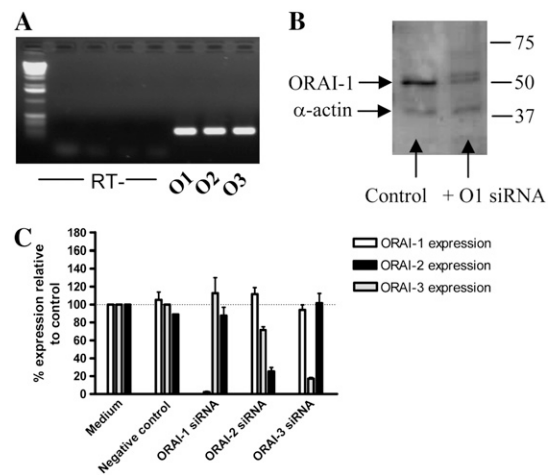 A
RT-
O1
O2
O3
B
ORAI-1
α-actin
75
50
37
Control
+ O1 siRNA
C
% expression relative
to control
180
160
140
120
100
80
60
40
20
0
Medium
Negative control
ORAI-1 siRNA
ORAI-2 siRNA
ORAI-3 siRNA
ORAI-1 expression
ORAI-2 expression
ORAI-3 expression